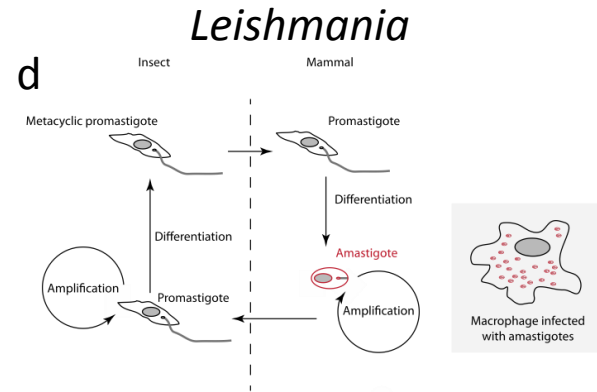 Leishmania
d
Insect
Mammal
Metacyclic promastigote
Promastigote
Differentiation
Differentiation
Amastigote
Amplification
Promastigote
Amplification
Macrophage infected
with amastigotes